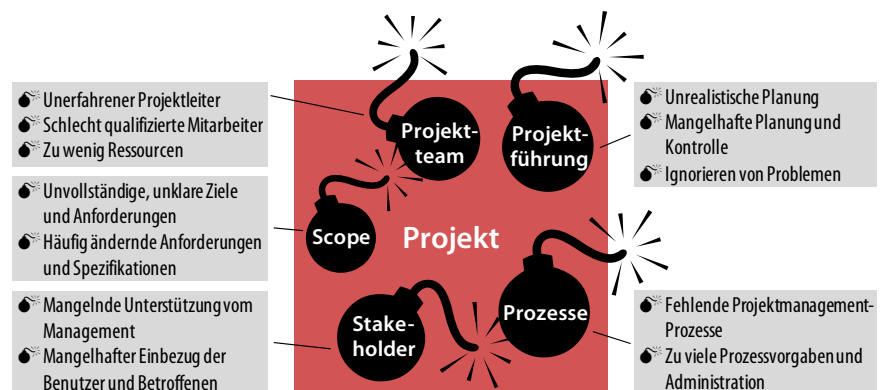 Unerfahrener Projektleiter
Schlecht qualifizierte Mitarbeiter
Zu wenig Ressourcen
Unvollständige, unklare Ziele
und Anforderungen
Häufig ändernde Anforderungen
und Spezifikationen
Mangelnde Unterstützung vom
Management
Mangelhafter Einbezug der
Benutzer und Betroffenen
Projekt-
team
Projekt-
führung
Scope
Projekt
Stake-
holder
Prozesse
Unrealistische Planung
Mangelhafte Planung und
Kontrolle
Ignorieren von Problemen
Fehlende Projektmanagement-
Prozesse
Zu viele Prozessvorgaben und
Administration